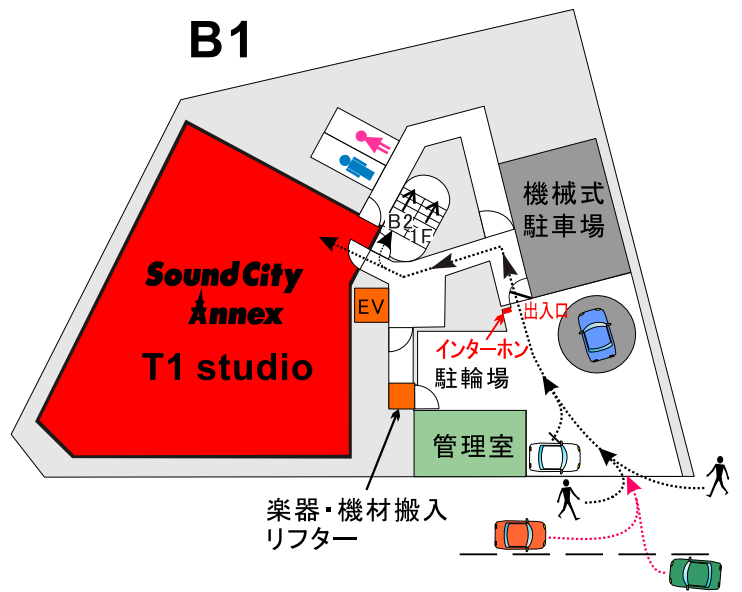 B1
機械式
駐車場
B2
1F
Sound City
Annex
T1 studio
EV
出入口
インターホン
駐輪場
管理室
楽器・機材搬入
リフター